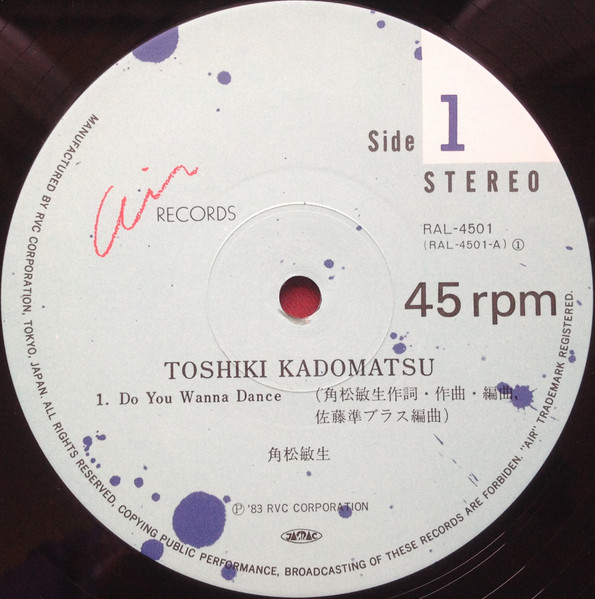 Side 1
STEREO
Air RECORDS
RAL-4501
(RAL-4501-A) ①
45 rpm
TOSHIKI KADOMATSU
1. Do You Wanna Dance (角松敏生作詞・作曲・編曲,
佐藤準ブラス編曲)
角松敏生
Ⓟ '83 RVC CORPORATION
JASRAC
MANUFACTURED BY RVC CORPORATION, TOKYO, JAPAN. ALL RIGHTS RESERVED, COPYING PUBLIC PERFORMANCE, BROADCASTING OF THESE RECORDS ARE FORBIDEN. "AIR" TRADEMARK REGISTERED.